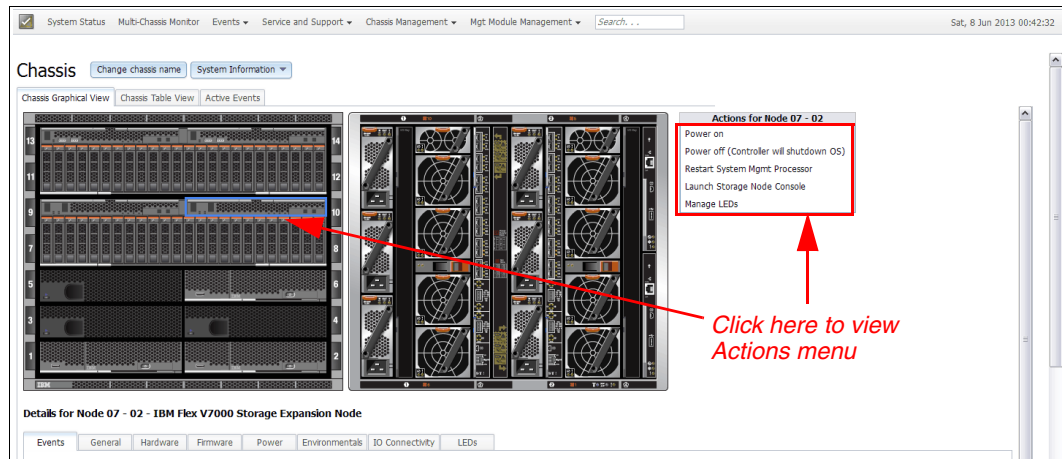 System Status Multi-Chassis Monitor Events Service and Support Chassis Management Mgt Module Management Search. . . Sat, 8 Jun 2013 00:42:32
Chassis Change chassis name System Information
Chassis Graphical View Chassis Table View Active Events
Actions for Node 07 - 02
Power on
Power off (Controller will shutdown OS)
Restart System Mgmt Processor
Launch Storage Node Console
Manage LEDs
13 14
11 12
9 10
7 8
5 6
3 4
1 2
IBM
Click here to view
Actions menu
Details for Node 07 - 02 - IBM Flex V7000 Storage Expansion Node
Events General Hardware Firmware Power Environmentals IO Connectivity LEDs